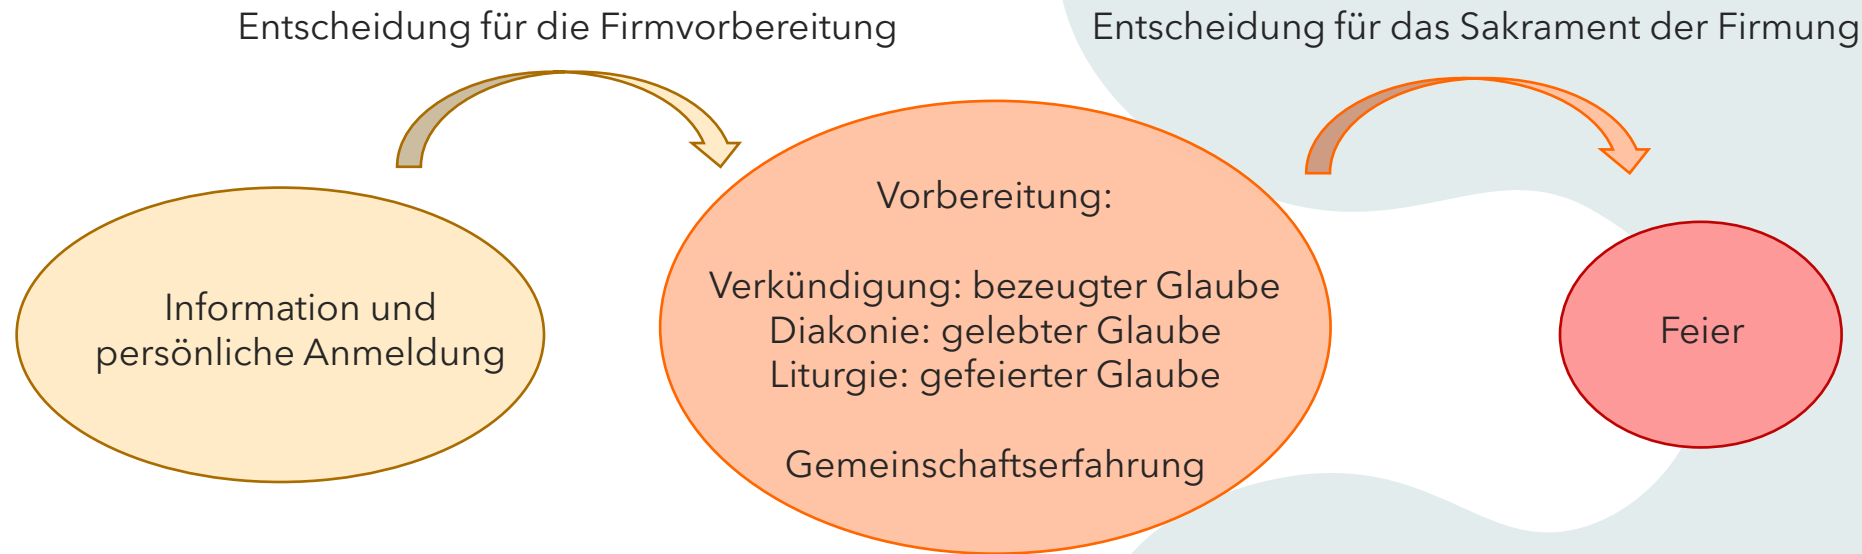 Entscheidung für die Firmvorbereitung
Entscheidung für das Sakrament der Firmung
Information und
persönliche Anmeldung
Vorbereitung:
Verkündigung: bezeugter Glaube
Diakonie: gelebter Glaube
Liturgie: gefeierter Glaube
Gemeinschaftserfahrung
Feier